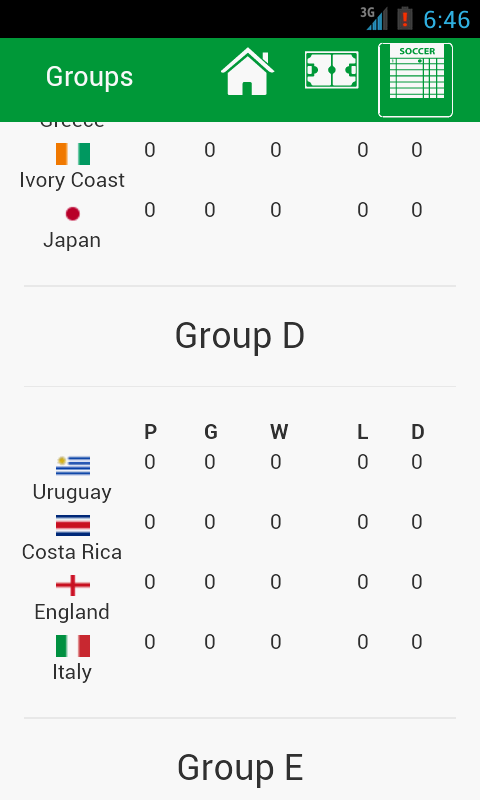 3G 6:46
Groups SOCCER
Greece
0 0 0 0 0
Ivory Coast
0 0 0 0 0
Japan
Group D
P G W L D
0 0 0 0 0
Uruguay
0 0 0 0 0
Costa Rica
0 0 0 0 0
England
0 0 0 0 0
Italy
Group E